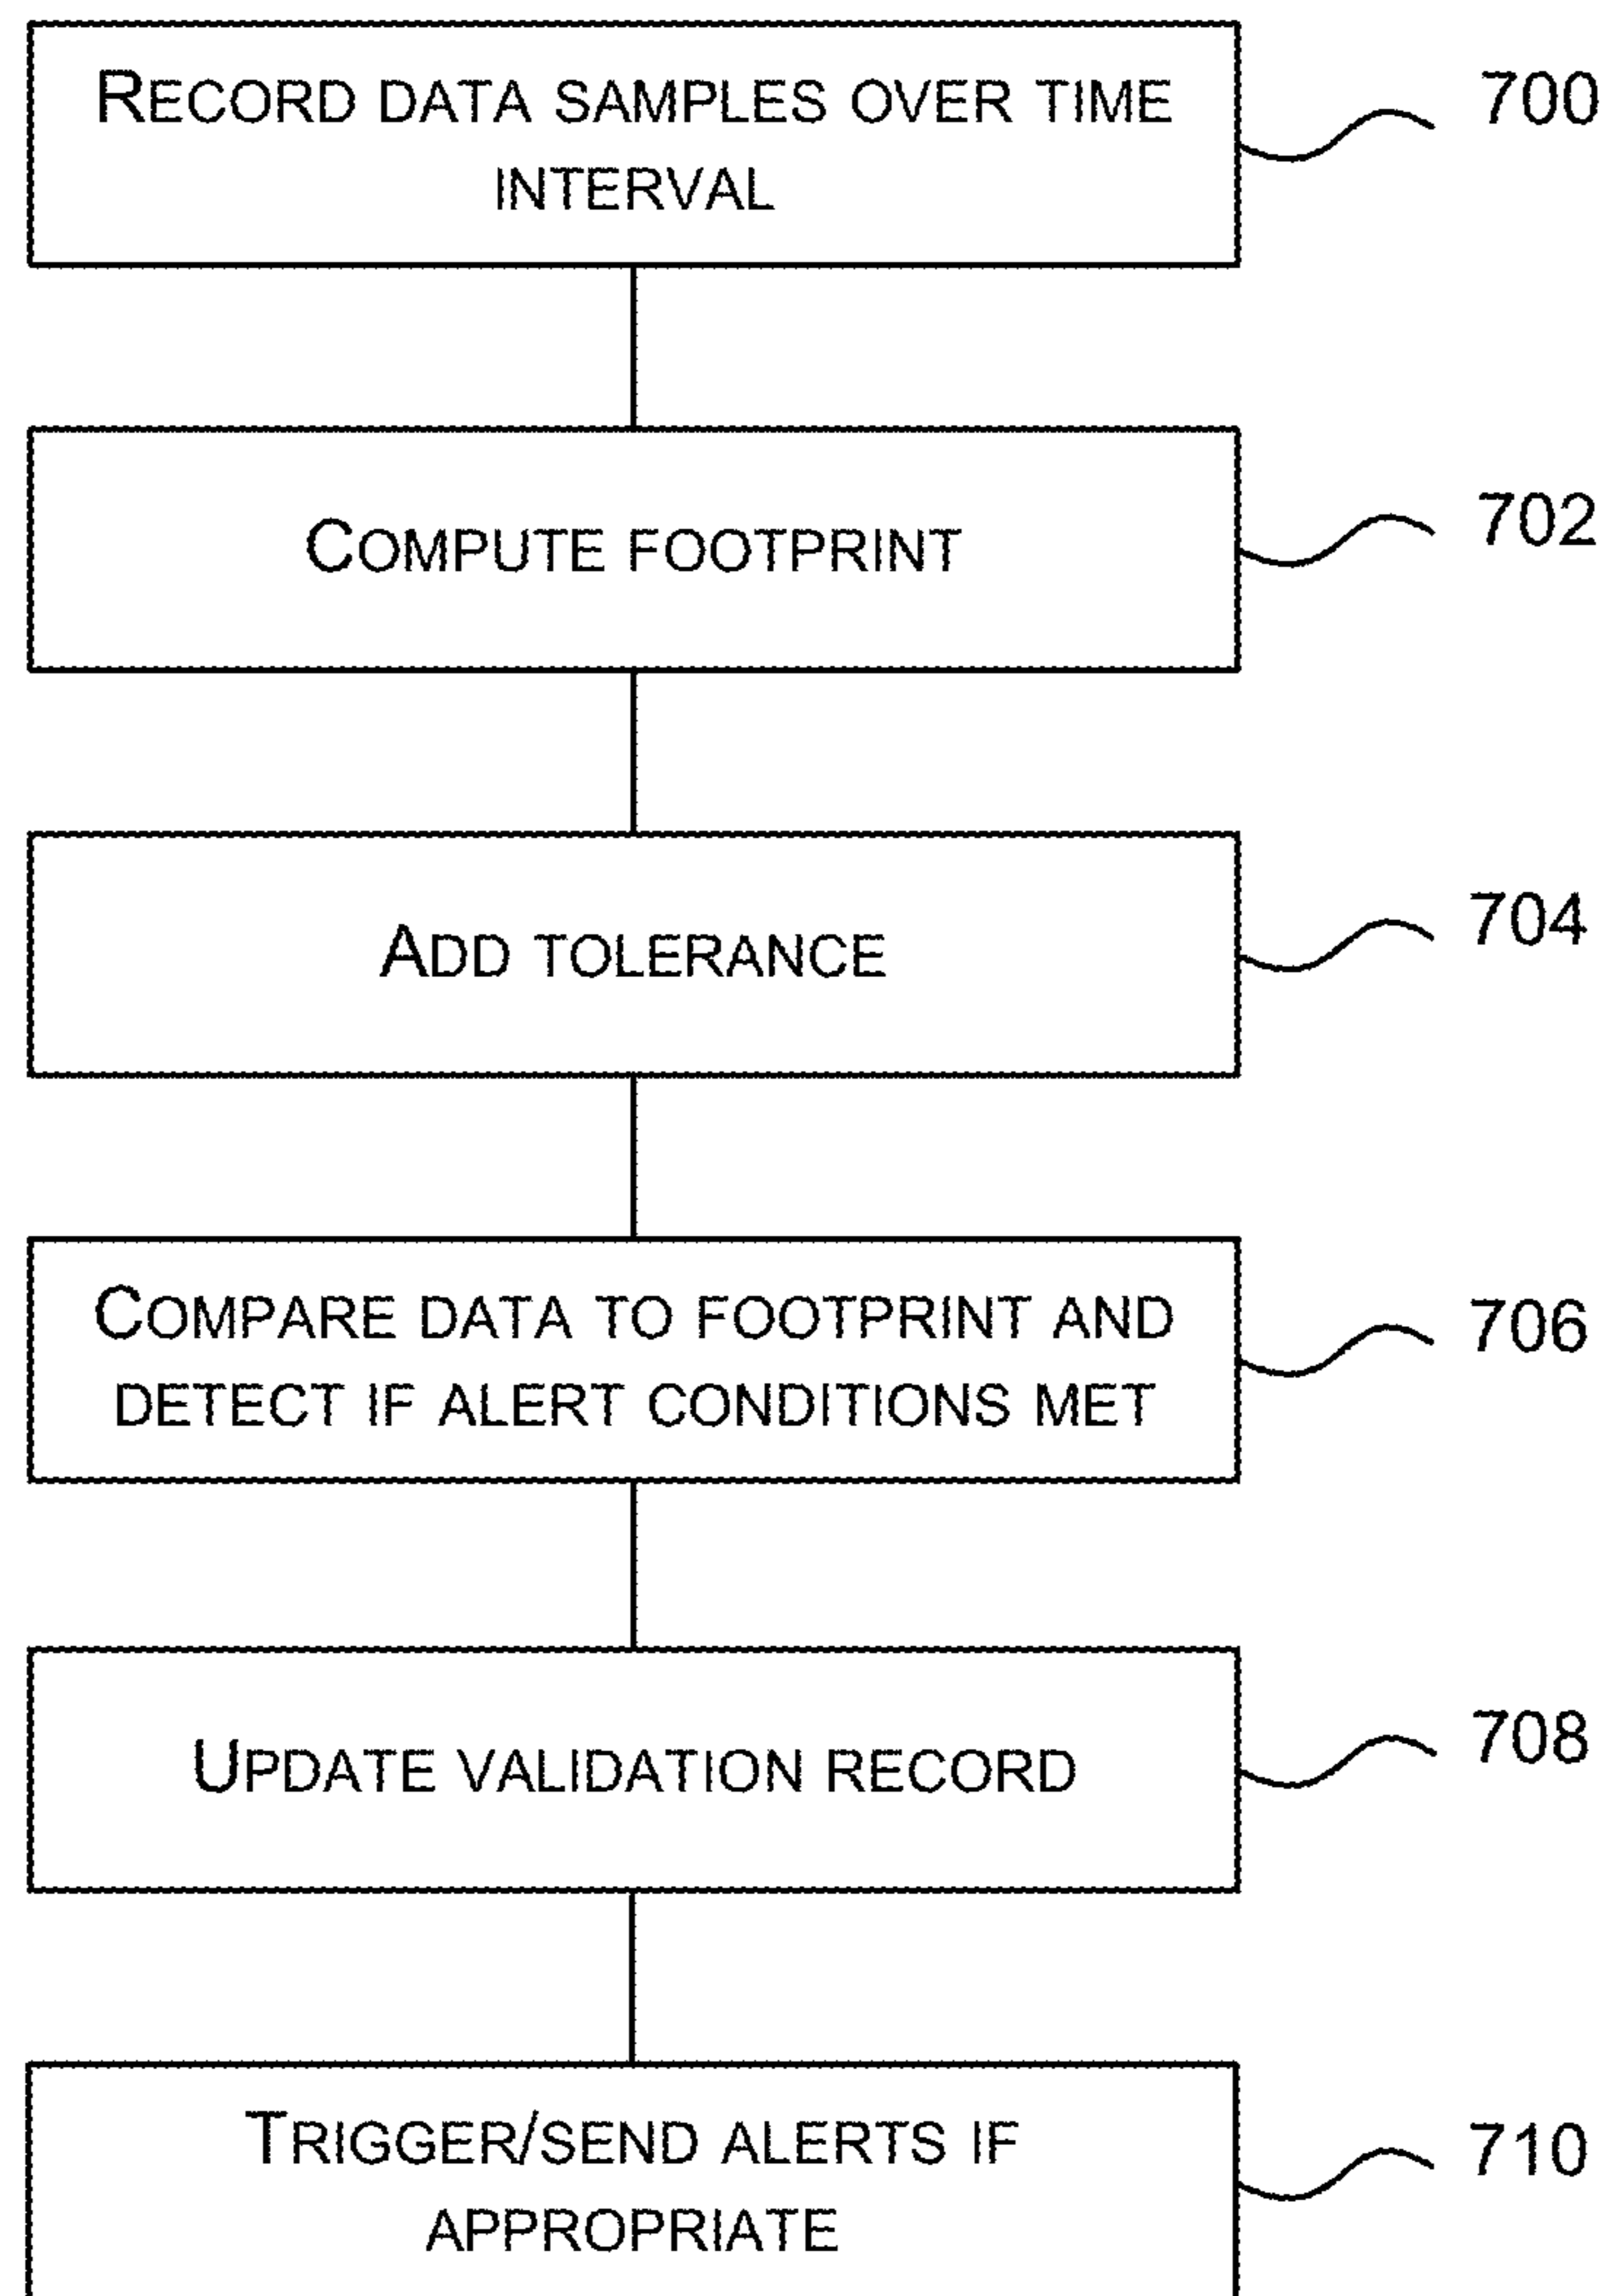 RECORD DATA SAMPLES OVER TIME
INTERVAL
700
COMPUTE FOOTPRINT
702
ADD TOLERANCE
704
COMPARE DATA TO FOOTPRINT AND
DETECT IF ALERT CONDITIONS MET
706
UPDATE VALIDATION RECORD
708
TRIGGER/SEND ALERTS IF
APPROPRIATE
710